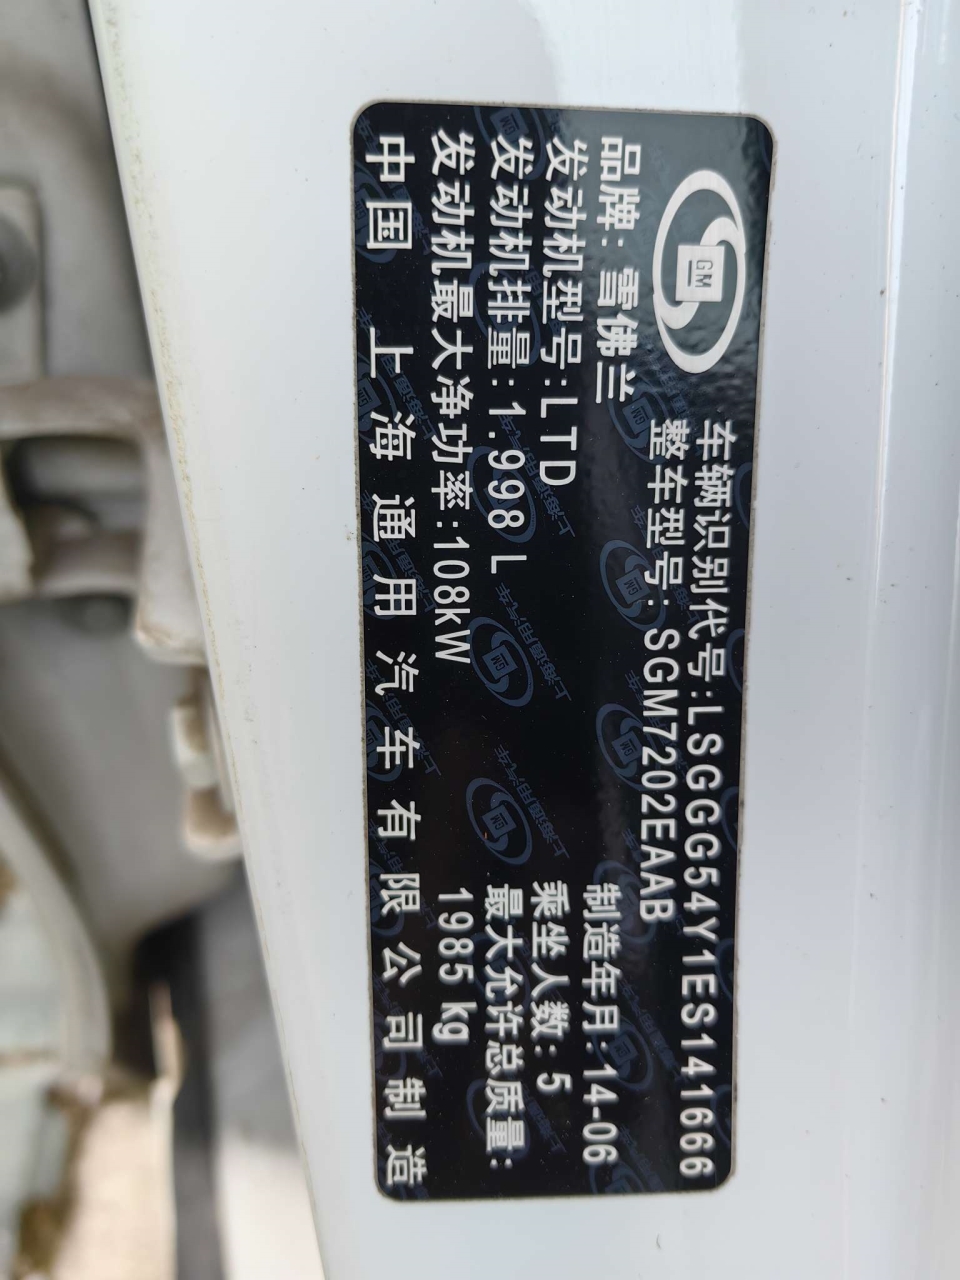 GM
车辆识别代号:LSGGG54Y1ES141666
整车型号:SGM7202EAAB
品牌:雪佛兰
制造年月:14-06
发动机型号:LTD
乘坐人数:5
发动机排量:1.998 L
最大允许总质量:
发动机最大净功率:108kW
1985 kg
中国 上海通用汽车有限公司制造